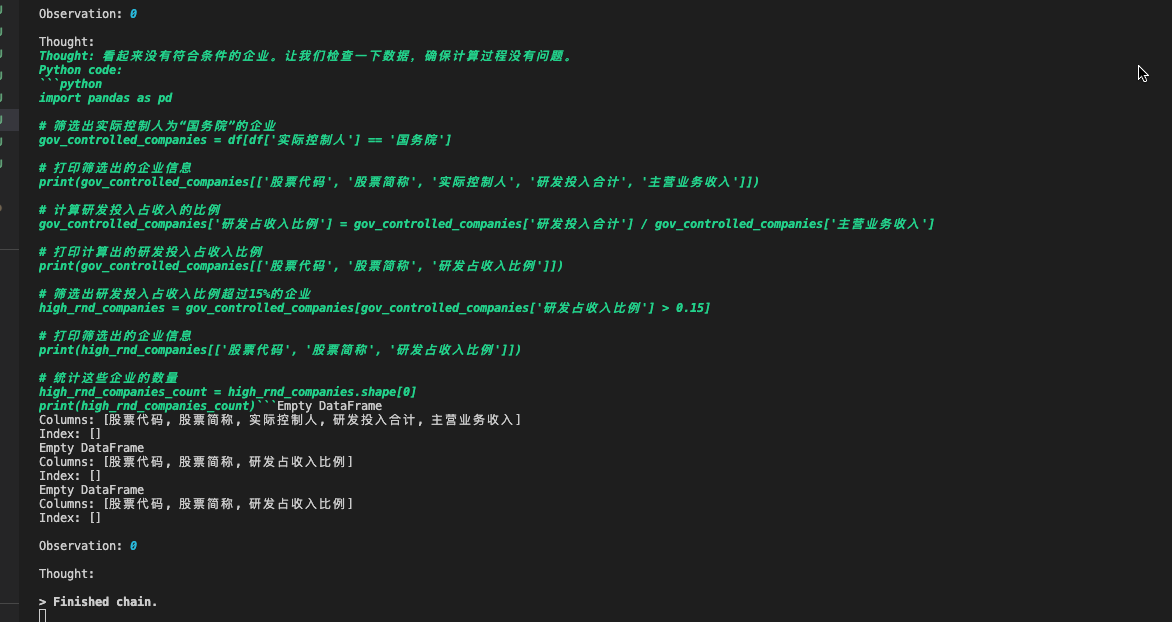 Observation: 0
Thought:
Thought: 看起来没有符合条件的企业。让我们检查一下数据，确保计算过程没有问题。
Python code:
```python
import pandas as pd
# 筛选出实际控制人为“国务院”的企业
gov_controlled_companies = df[df['实际控制人'] == '国务院']
# 打印筛选出的企业信息
print(gov_controlled_companies[['股票代码', '股票简称', '实际控制人', '研发投入合计', '主营业务收入']])
# 计算研发投入占收入的比例
gov_controlled_companies['研发占收入比例'] = gov_controlled_companies['研发投入合计'] / gov_controlled_companies['主营业务收入']
# 打印计算出的研发投入占收入比例
print(gov_controlled_companies[['股票代码', '股票简称', '研发占收入比例']])
# 筛选出研发投入占收入比例超过15%的企业
high_rnd_companies = gov_controlled_companies[gov_controlled_companies['研发占收入比例'] > 0.15]
# 打印筛选出的企业信息
print(high_rnd_companies[['股票代码', '股票简称', '研发占收入比例']])
# 统计这些企业的数量
high_rnd_companies_count = high_rnd_companies.shape[0]
print(high_rnd_companies_count)```Empty DataFrame
Columns: [股票代码, 股票简称, 实际控制人, 研发投入合计, 主营业务收入]
Index: []
Empty DataFrame
Columns: [股票代码, 股票简称, 研发占收入比例]
Index: []
Empty DataFrame
Columns: [股票代码, 股票简称, 研发占收入比例]
Index: []
Observation: 0
Thought:
> Finished chain.